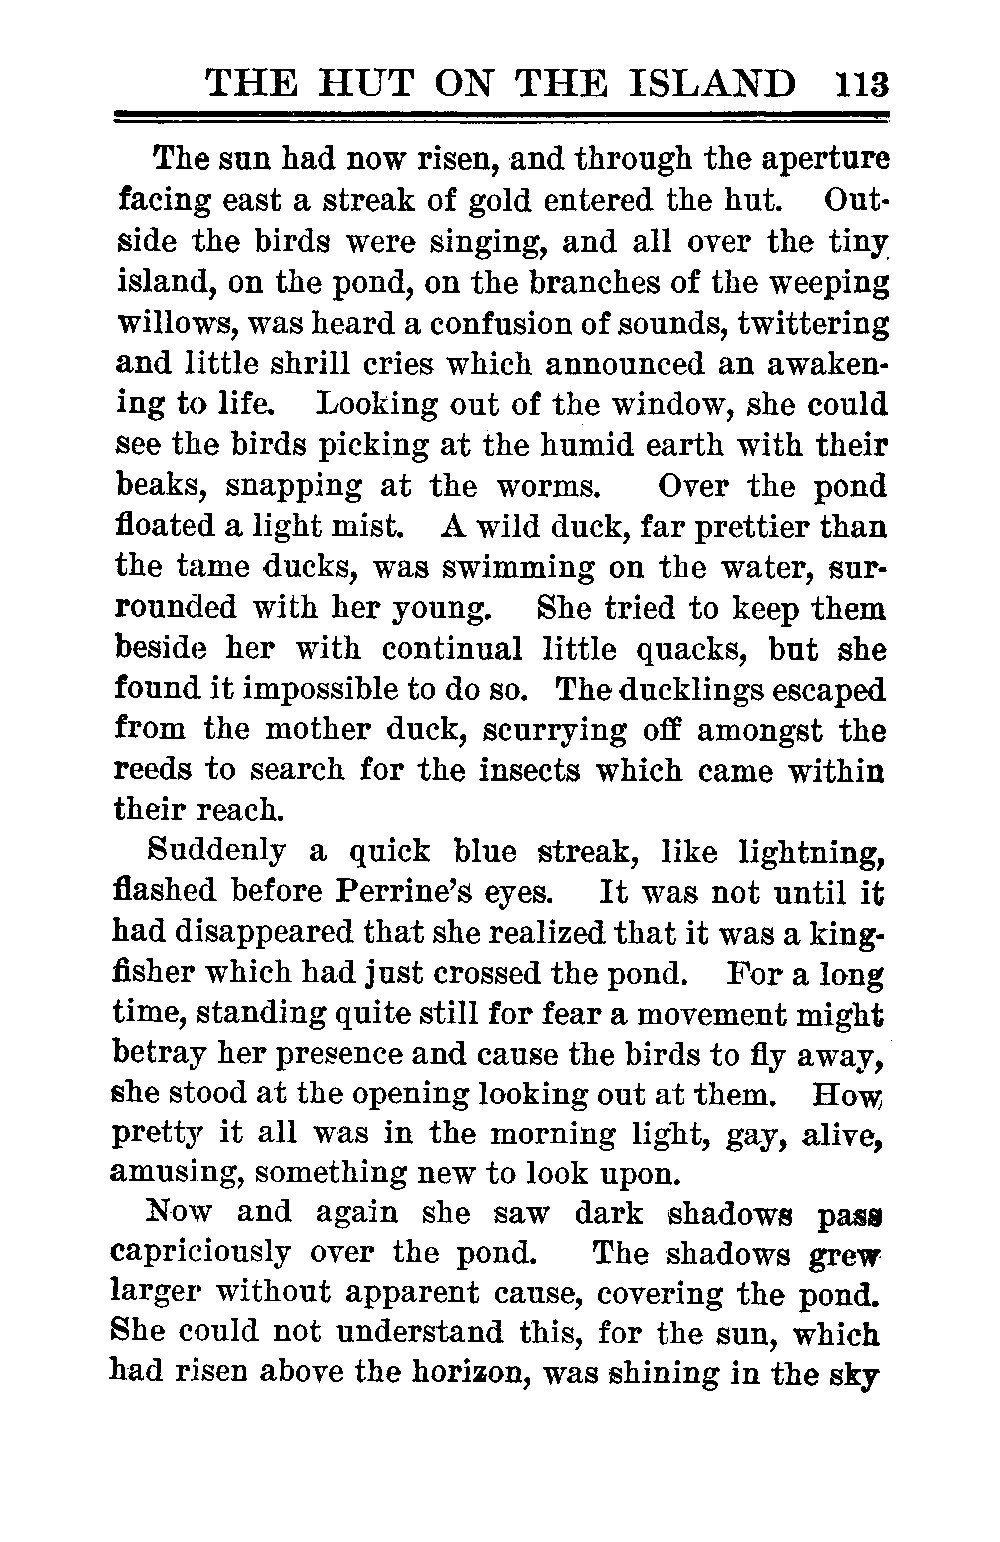 THE HUT ON THE ISLAND 113
The sun had now risen, and through the aperture
facing east a streak of gold entered the hut. Out-
side the birds were singing, and all over the tiny
island, on the pond, on the branches of the weeping
willows, was heard a confusion of sounds, twittering
and little shrill cries which announced an awaken-
ing to life. Looking out of the window, she could
see the birds picking at the humid earth with their
beaks, snapping at the worms. Over the pond
floated a light mist. A wild duck, far prettier than
the tame ducks, was swimming on the water, sur-
rounded with her young. She tried to keep them
beside her with continual little quacks, but she
found it impossible to do so. The ducklings escaped
from the mother duck, scurrying off amongst the
reeds to search for the insects which came within
their reach.
Suddenly a quick blue streak, like lightning,
flashed before Perrine's eyes. It was not until it
had disappeared that she realized that it was a king-
fisher which had just crossed the pond. For a long
time, standing quite still for fear a movement might
betray her presence and cause the birds to fly away,
she stood at the opening looking out at them. How
pretty it all was in the morning light, gay, alive,
amusing, something new to look upon.
Now and again she saw dark shadows pass
capriciously over the pond. The shadows grew
larger without apparent cause, covering the pond.
She could not understand this, for the sun, which
had risen above the horizon, was shining in the sky